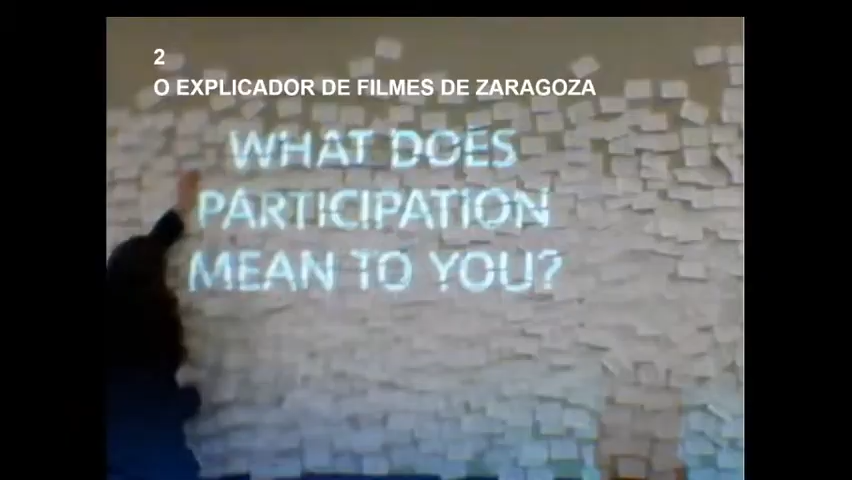 2
O EXPLICADOR DE FILMES DE ZARAGOZA
WHAT DOES
PARTICIPATION
MEAN TO YOU?